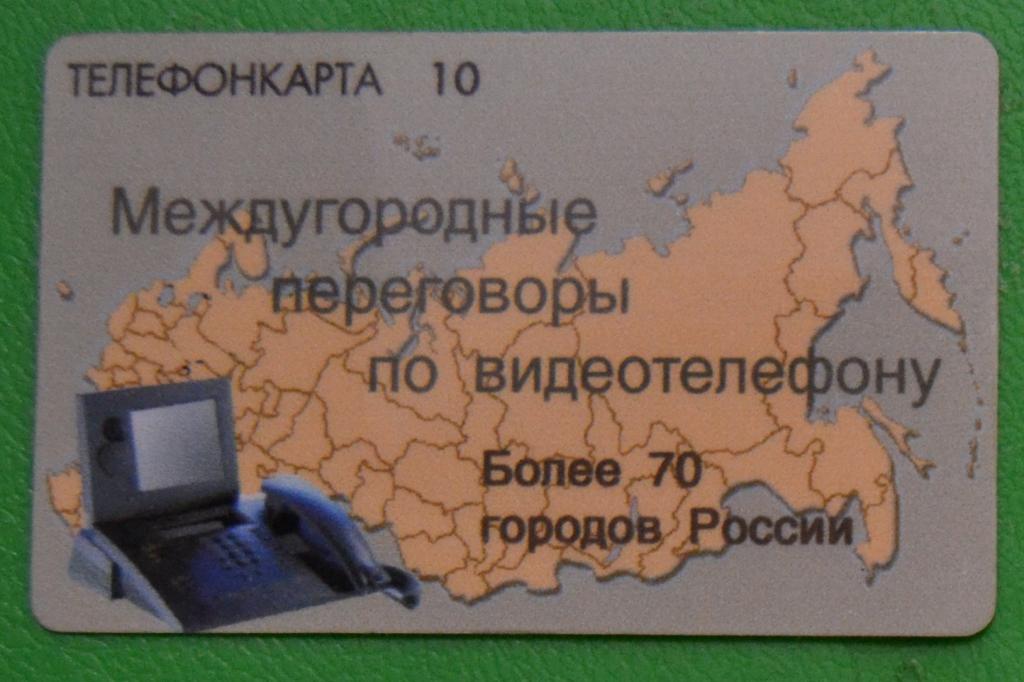 ТЕЛЕФОНКАРТА 10
Междугородные
переговоры
по видеотелефону
Более 70
городов России